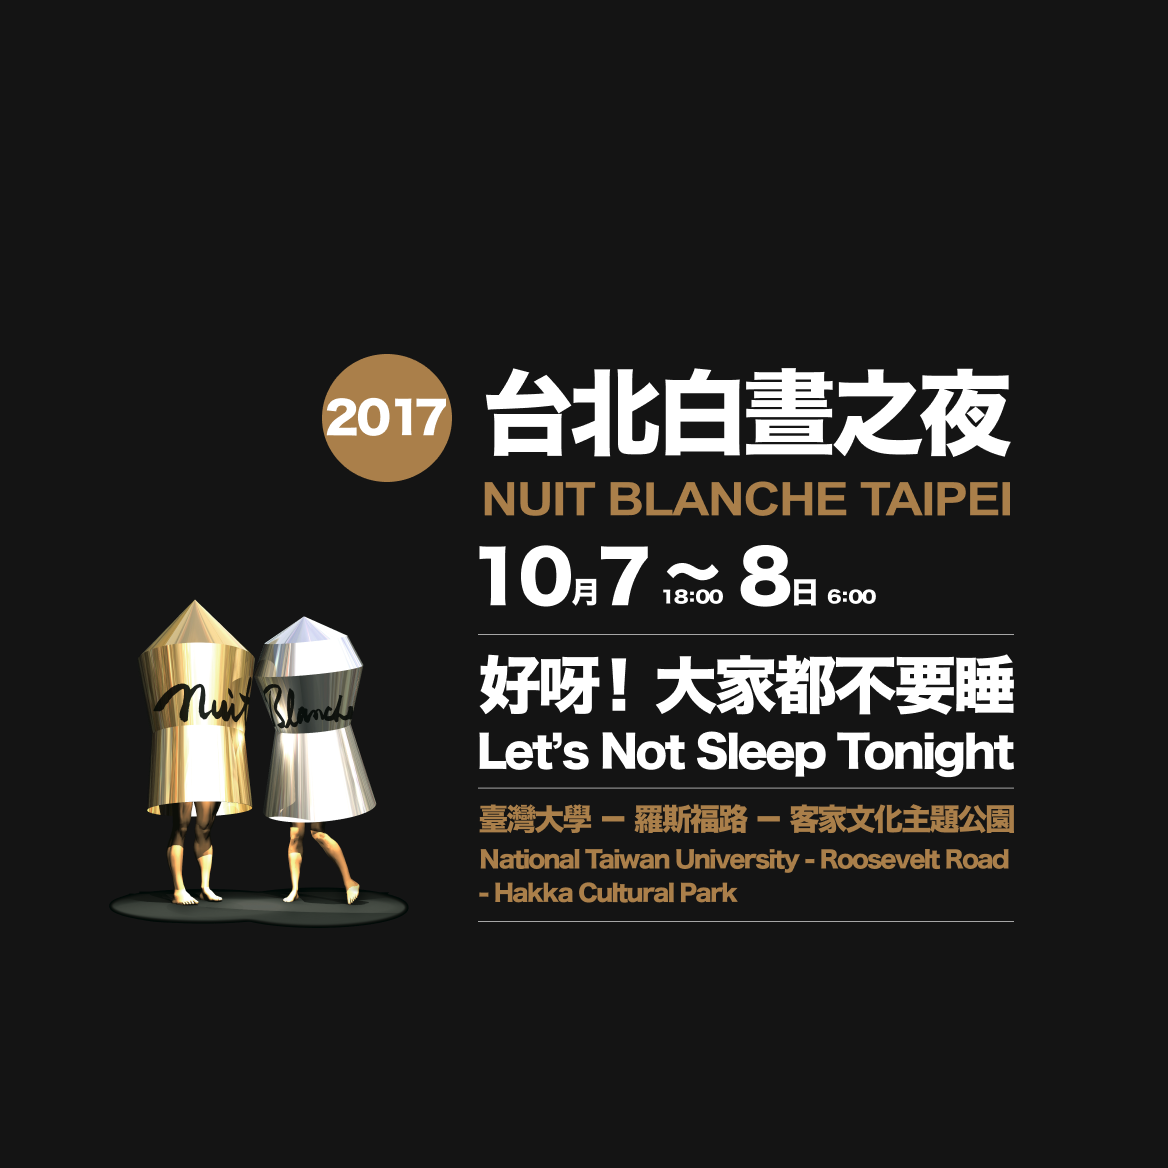 2017
台北白晝之夜
NUIT BLANCHE TAIPEI
10月7 18:00 ～ 8日 6:00
好呀！大家都不要睡
Let's Not Sleep Tonight
臺灣大學 － 羅斯福路 － 客家文化主題公園
National Taiwan University - Roosevelt Road
- Hakka Cultural Park
Nuit Blanche